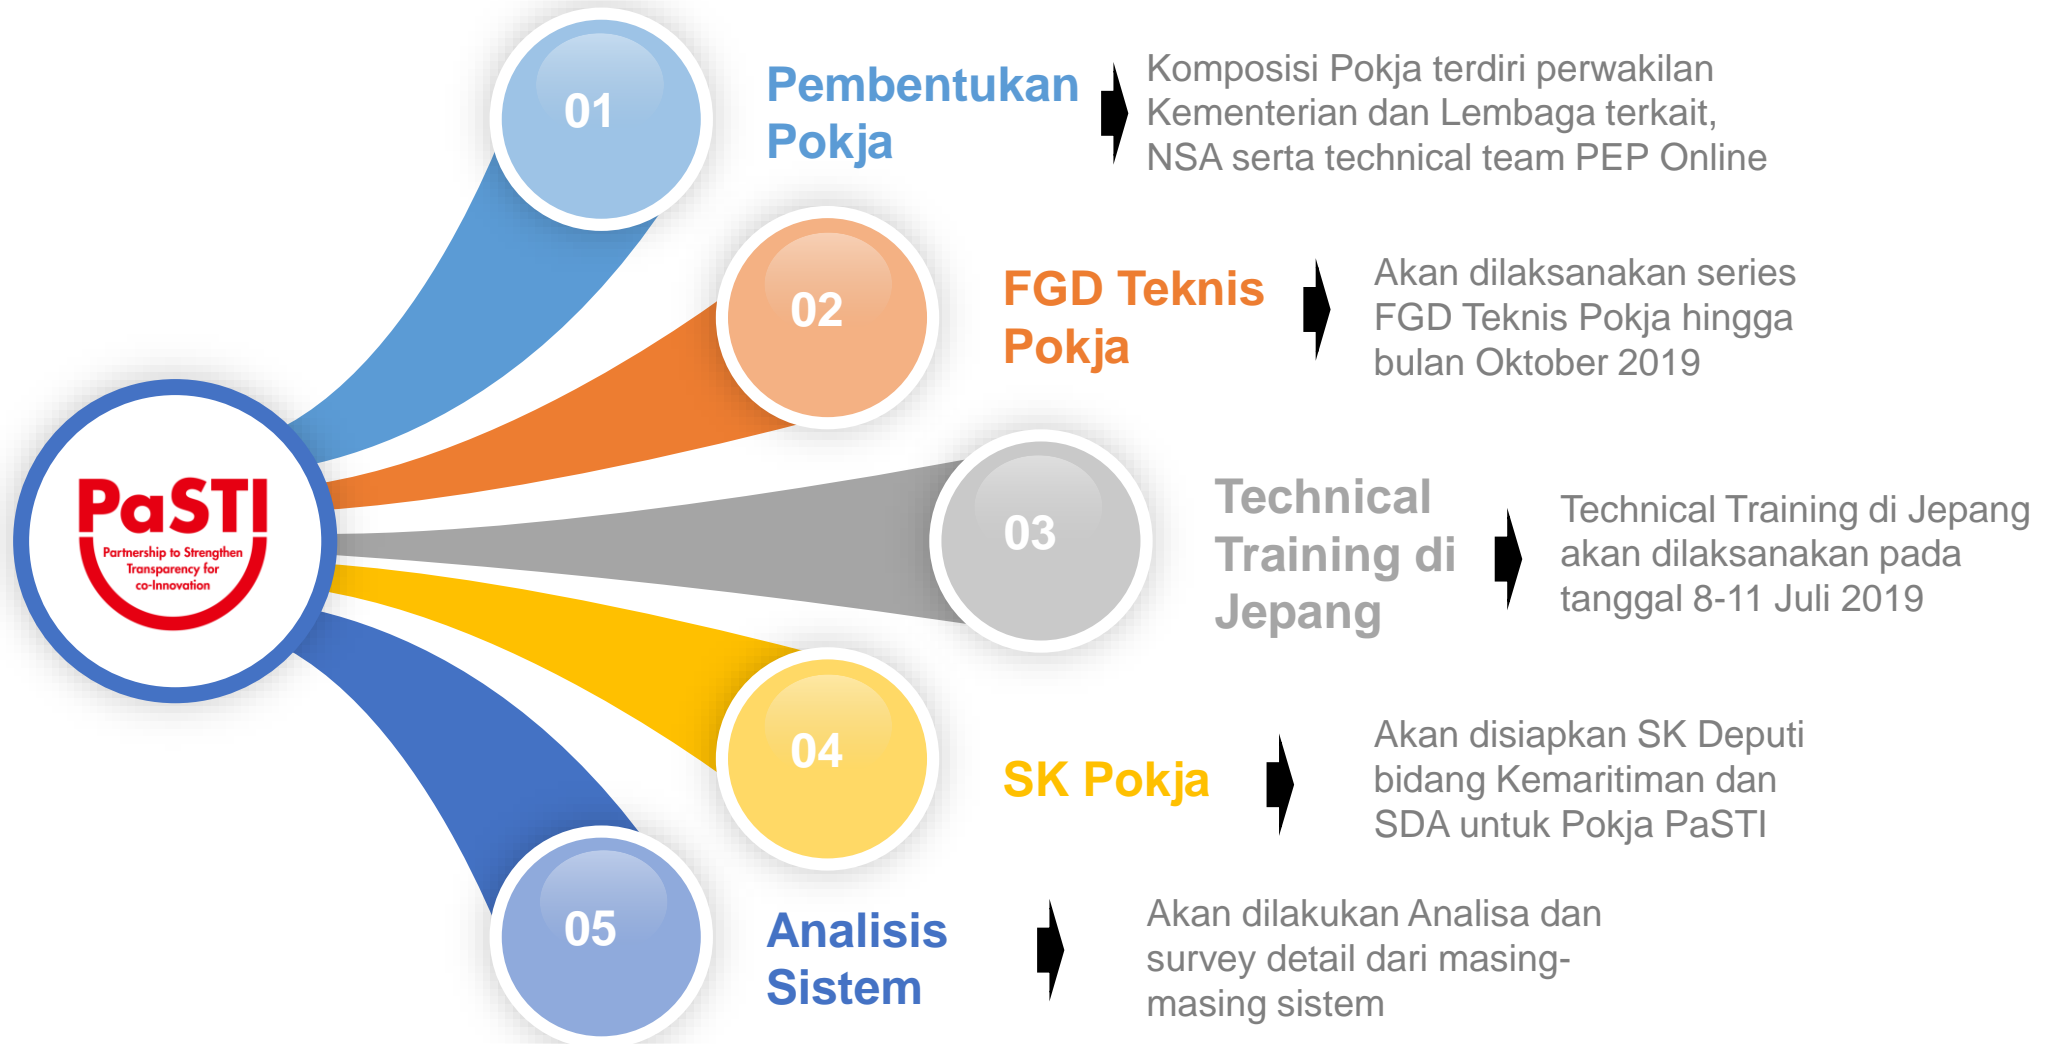 PaSTI
Partnership to Strengthen
Transparency for
co-Innovation
01
Pembentukan
Pokja
Komposisi Pokja terdiri perwakilan
Kementerian dan Lembaga terkait,
NSA serta technical team PEP Online
02
FGD Teknis
Pokja
Akan dilaksanakan series
FGD Teknis Pokja hingga
bulan Oktober 2019
03
Technical
Training di
Jepang
Technical Training di Jepang
akan dilaksanakan pada
tanggal 8-11 Juli 2019
04
SK Pokja
Akan disiapkan SK Deputi
bidang Kemaritiman dan
SDA untuk Pokja PaSTI
05
Analisis
Sistem
Akan dilakukan Analisa dan
survey detail dari masing-
masing sistem